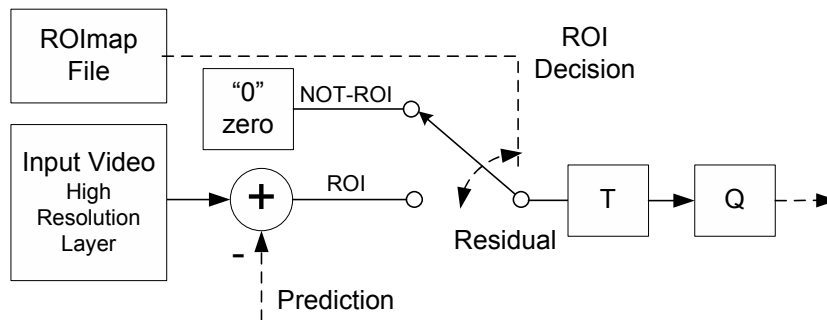 ROImap
File
ROI
Decision
“0”
zero
NOT-ROI
Input Video
High
Resolution
Layer
+
ROI
-
Prediction
Residual
T
Q